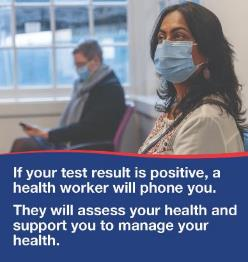 If your test result is positive, a
health worker will phone you.
They will assess your health and
support you to manage your
health.